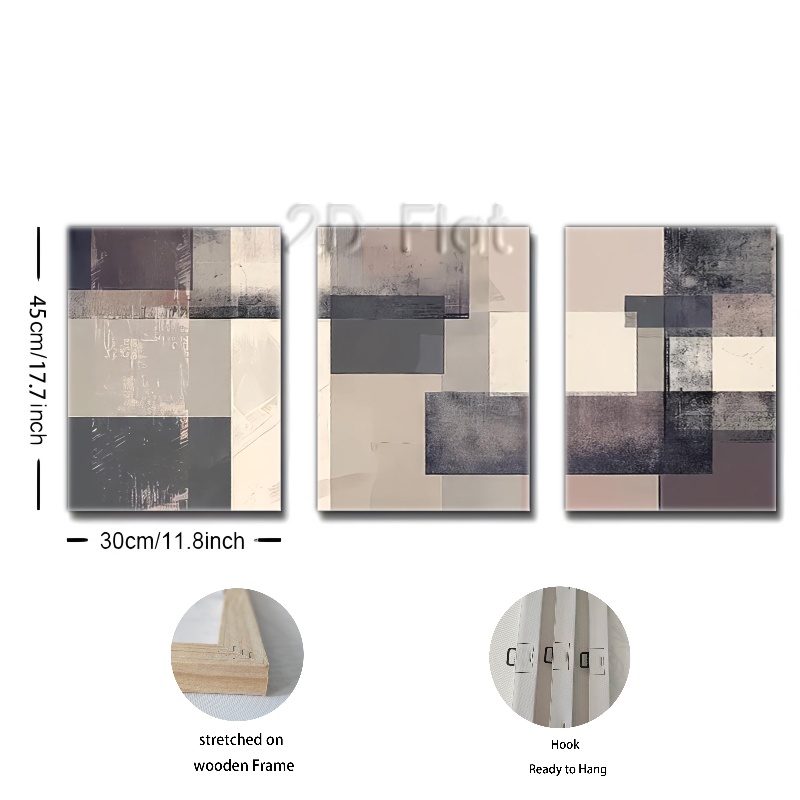 2D Flat
45cm/17.7inch
30cm/11.8inch
stretched on
wooden Frame
Hook
Ready to Hang